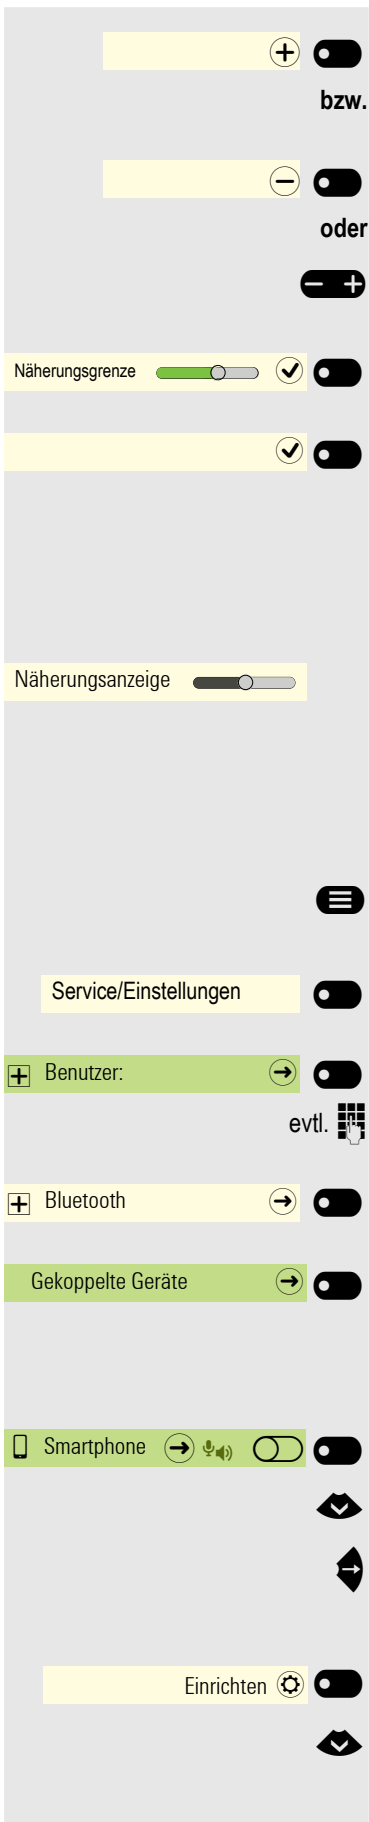 bzw.
oder
Näherungsgrenze
Näherungsanzeige
Service/Einstellungen
Benutzer:
evtl.
Bluetooth
Gekoppelte Geräte
Smartphone
Einrichten